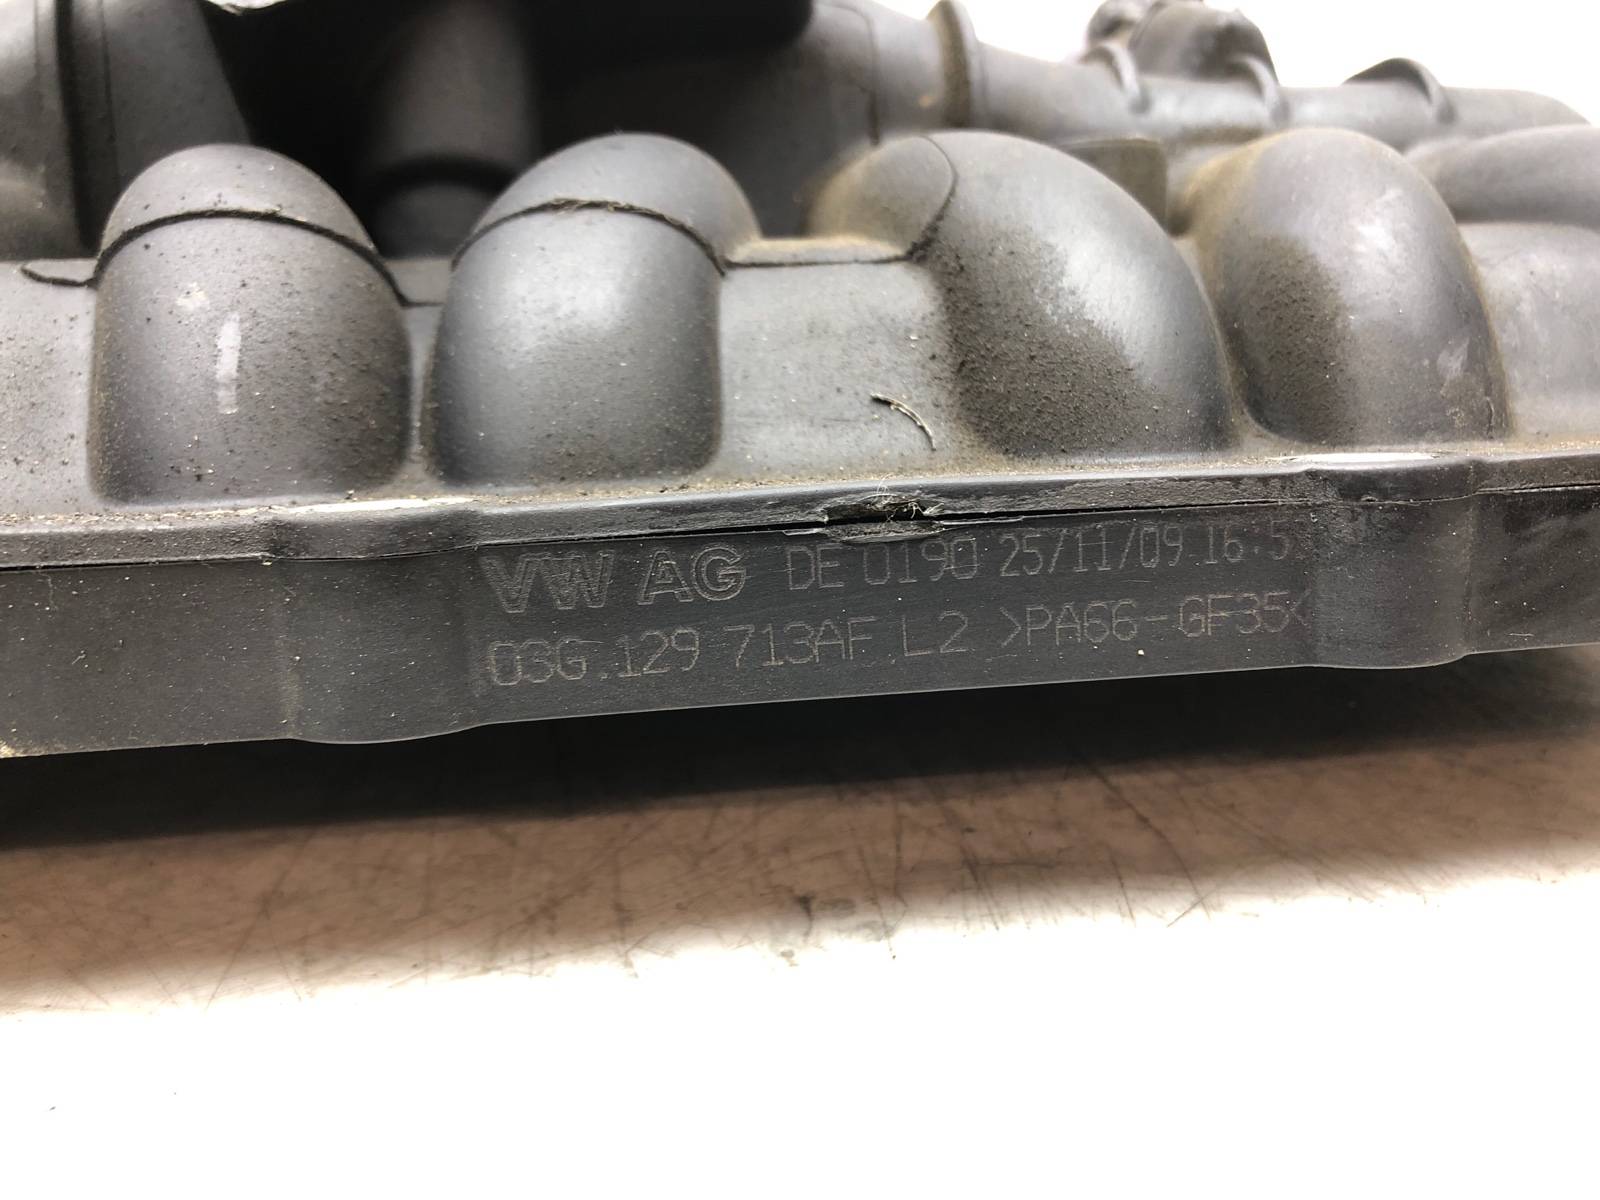 VW AG DE 0190 25/11/09 16:5
03G.129 713AF L2 >PA66-GF35<